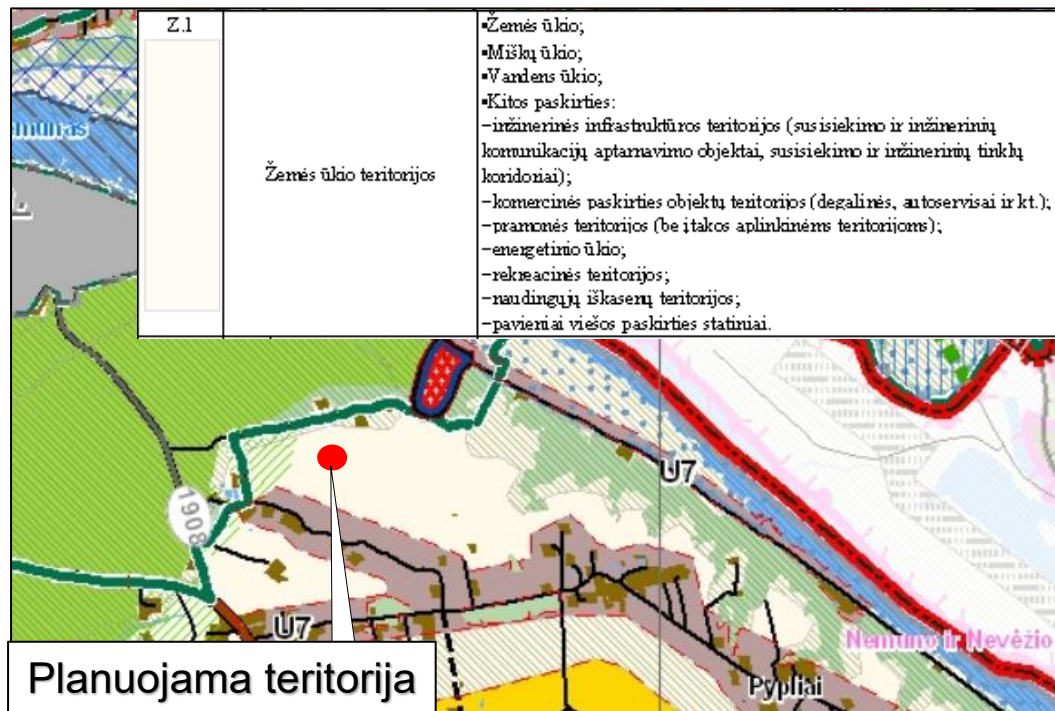 Z.1
Žemės ūkio teritorijos
▪Žemės ūkio;
▪Miškų ūkio;
▪Vandens ūkio;
▪Kitos paskirties:
–inžinerinės infrastruktūros teritorijos (susisiekimo ir inžinerinių
komunikacijų aptarnavimo objektai, susisiekimo ir inžinerinių tinklų
koridoriai);
–komercinės paskirties objektų teritorijos (degalinės, autoservisai ir kt.);
–pramonės teritorijos (be įtakos aplinkinėms teritorijoms);
–energetinio ūkio;
–rekreacinės teritorijos;
–naudingųjų iškasenų teritorijos;
–pavieniai viešos paskirties statiniai.
emunas
U7
1908
U7
Nemuno ir Nevėžio
Pypliai
Planuojama teritorija